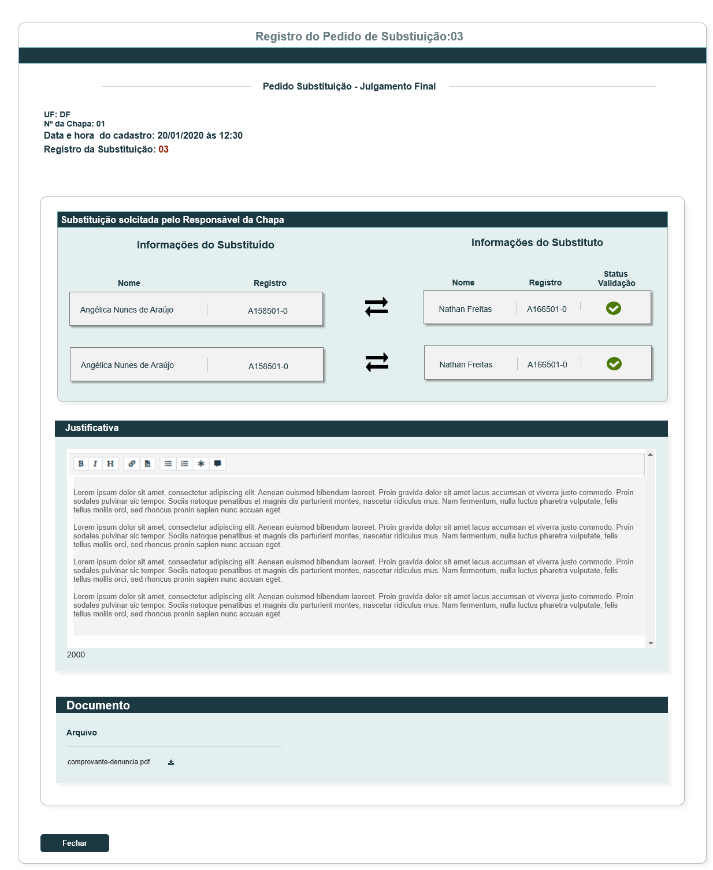 Registro do Pedido de Substiuição:03
Pedido Substituição - Julgamento Final
UF: DF
Nº da Chapa: 01
Data e hora do cadastro: 20/01/2020 às 12:30
Registro da Substituição: 03
Substituição solcitada pelo Responsável da Chapa
Informações do Substituído
Informações do Substituto
Nome Registro
Nome Registro Status Validação
Angélica Nunes de Araújo A158501-0
Nathan Freitas A166501-0
Angélica Nunes de Araújo A158501-0
Nathan Freitas A166501-0
Justificativa
B I H
Lorem ipsum dolor sit amet, consectetur adipiscing elit. Aenean euismod bibendum laoreet. Proin gravida dolor sit amet lacus accumsan et viverra justo commodo. Proin
sodales pulvinar sic tempor. Sociis natoque penatibus et magnis dis parturient montes, nascetur ridiculus mus. Nam fermentum, nulla luctus pharetra vulputate, felis
tellus mollis orci, sed rhoncus pronin sapien nunc accuan eget.
Lorem ipsum dolor sit amet, consectetur adipiscing elit. Aenean euismod bibendum laoreet. Proin gravida dolor sit amet lacus accumsan et viverra justo commodo. Proin
sodales pulvinar sic tempor. Sociis natoque penatibus et magnis dis parturient montes, nascetur ridiculus mus. Nam fermentum, nulla luctus pharetra vulputate, felis
tellus mollis orci, sed rhoncus pronin sapien nunc accuan eget.
Lorem ipsum dolor sit amet, consectetur adipiscing elit. Aenean euismod bibendum laoreet. Proin gravida dolor sit amet lacus accumsan et viverra justo commodo. Proin
sodales pulvinar sic tempor. Sociis natoque penatibus et magnis dis parturient montes, nascetur ridiculus mus. Nam fermentum, nulla luctus pharetra vulputate, felis
tellus mollis orci, sed rhoncus pronin sapien nunc accuan eget.
Lorem ipsum dolor sit amet, consectetur adipiscing elit. Aenean euismod bibendum laoreet. Proin gravida dolor sit amet lacus accumsan et viverra justo commodo. Proin
sodales pulvinar sic tempor. Sociis natoque penatibus et magnis dis parturient montes, nascetur ridiculus mus. Nam fermentum, nulla luctus pharetra vulputate, felis
tellus mollis orci, sed rhoncus pronin sapien nunc accuan eget.
2000
Documento
Arquivo
comprovante-denuncia.pdf
Fechar